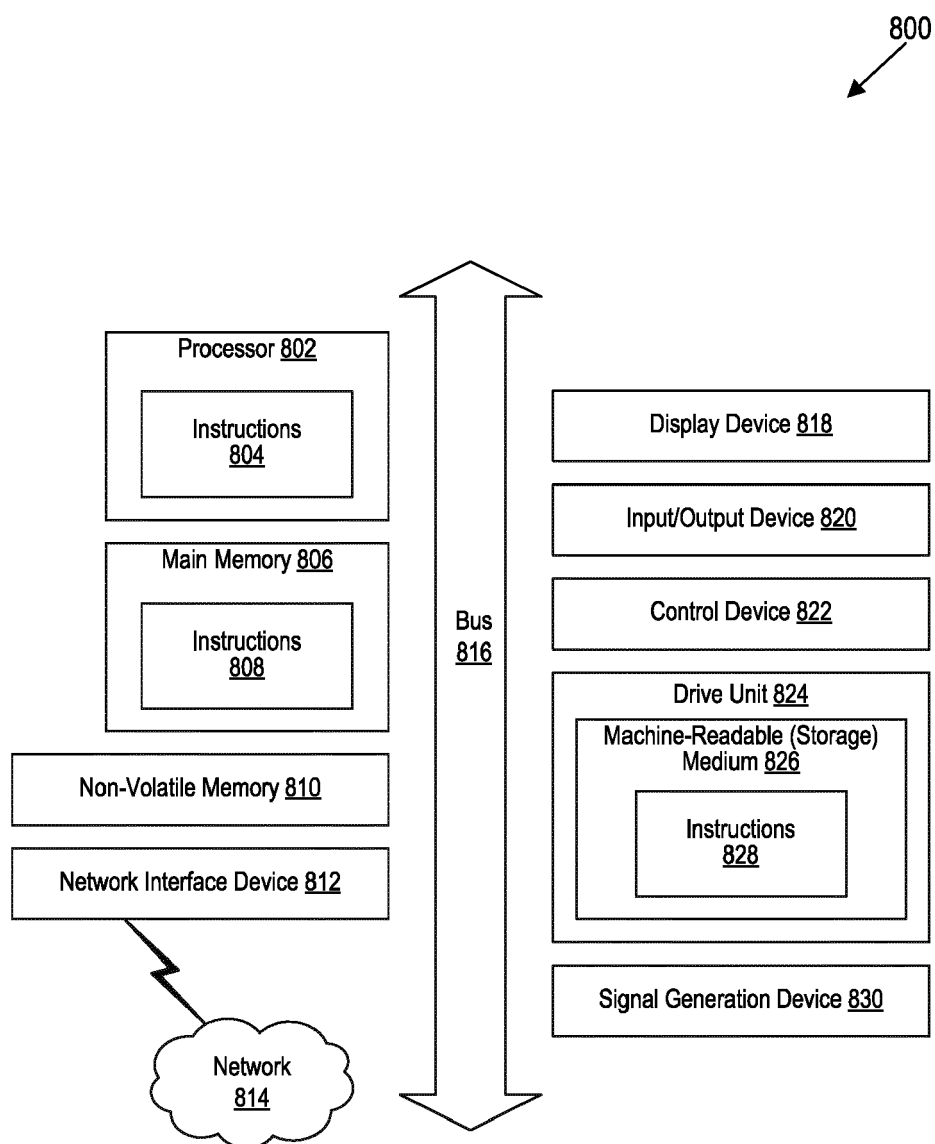 800
Processor 802
Instructions
804
Main Memory 806
Instructions
808
Non-Volatile Memory 810
Network Interface Device 812
Network
814
Bus
816
Display Device 818
Input/Output Device 820
Control Device 822
Drive Unit 824
Machine-Readable (Storage)
Medium 826
Instructions
828
Signal Generation Device 830